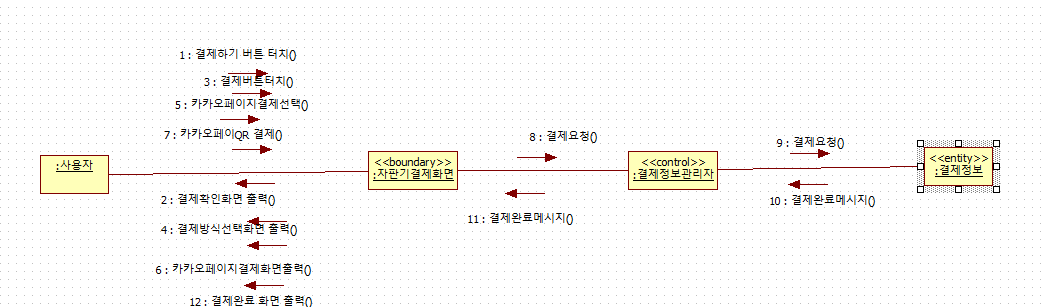 1 : 결제하기 버튼 터치()
3 : 결제버튼터치()
5 : 카카오페이지결제선택()
7 : 카카오페이QR 결제()
8 : 결제요청()
9 : 결제요청()
:사용자
<<boundary>>
:자판기결제화면
<<control>>
:결제정보관리자
<<entity>>
:결제정보
2 : 결제확인화면 출력()
10 : 결제완료메시지()
11 : 결제완료메시지()
4 : 결제방식선택화면 출력()
6 : 카카오페이지결제화면출력()
12 : 결제완료 화면 출력()